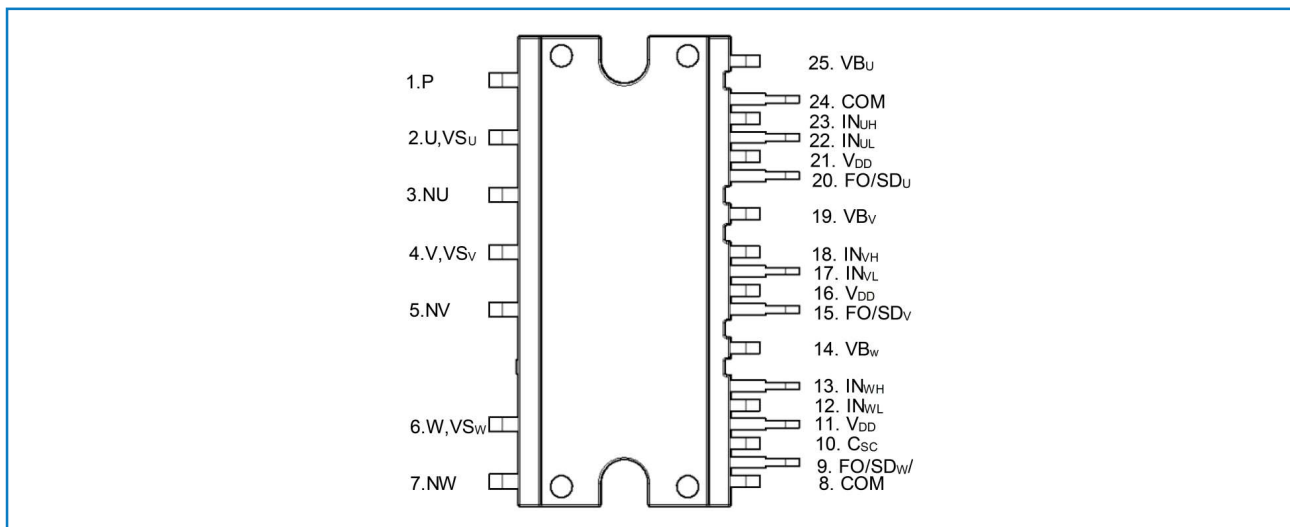 1.P
2.U,VSU
3.NU
4.V,VSV
5.NV
6.W,VSW
7.NW
25. VBU
24. COM
23. INUH
22. INUL
21. VDD
20. FO/SDU
19. VBV
18. INVH
17. INVL
16. VDD
15. FO/SDV
14. VBW
13. INWH
12. INWL
11. VDD
10. CSC
9. FO/SDW/
8. COM